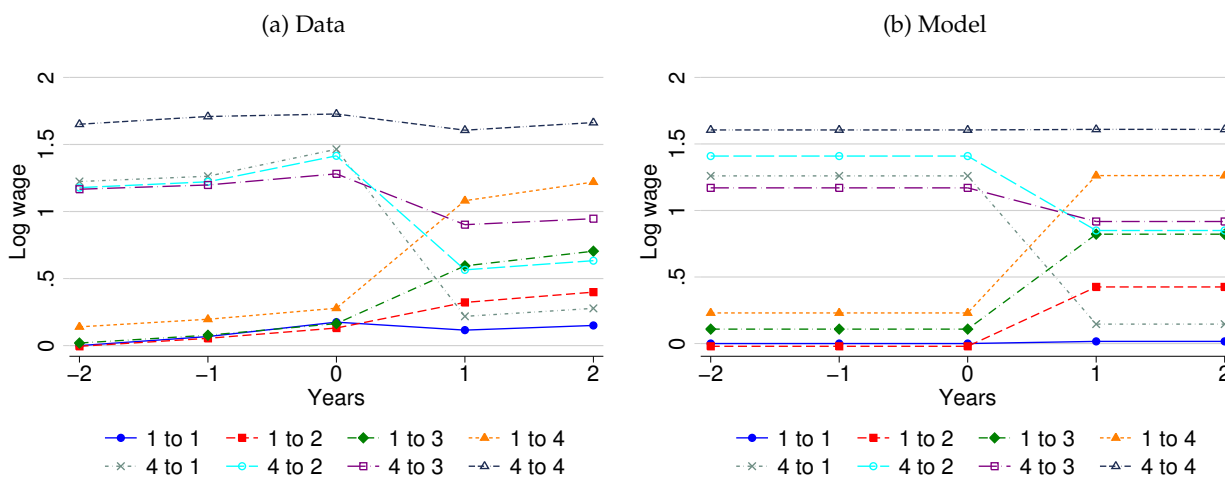 (a) Data
(b) Model
Log wage
2
1.5
1
.5
0
−2 −1 0 1 2
Years
1 to 1 1 to 2 1 to 3 1 to 4
4 to 1 4 to 2 4 to 3 4 to 4
Log wage
2
1.5
1
.5
0
−2 −1 0 1 2
Years
1 to 1 1 to 2 1 to 3 1 to 4
4 to 1 4 to 2 4 to 3 4 to 4